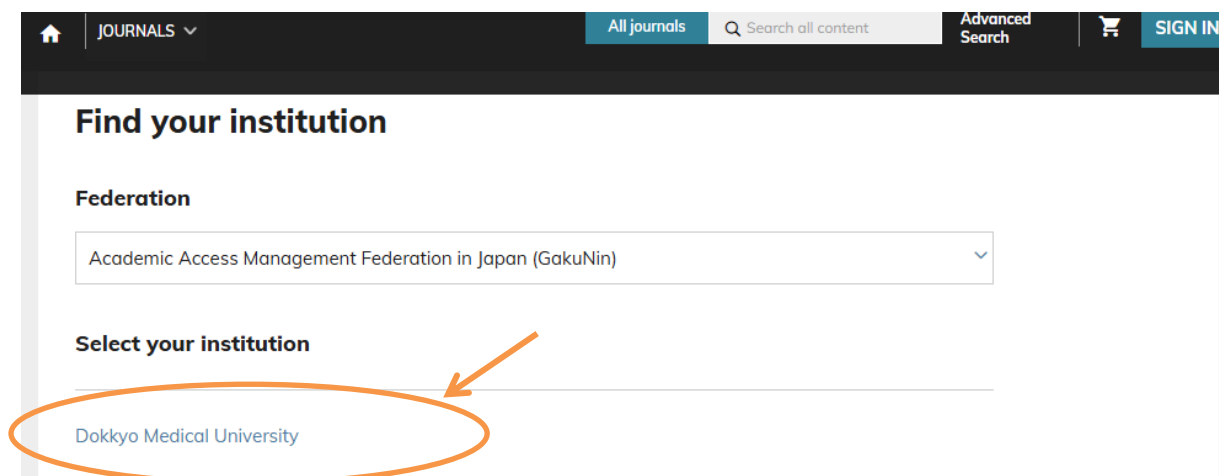 JOURNALS
All journals
Search all content
Advanced
Search
SIGN IN
Find your institution
Federation
Academic Access Management Federation in Japan (GakuNin)
Select your institution
Dokkyo Medical University